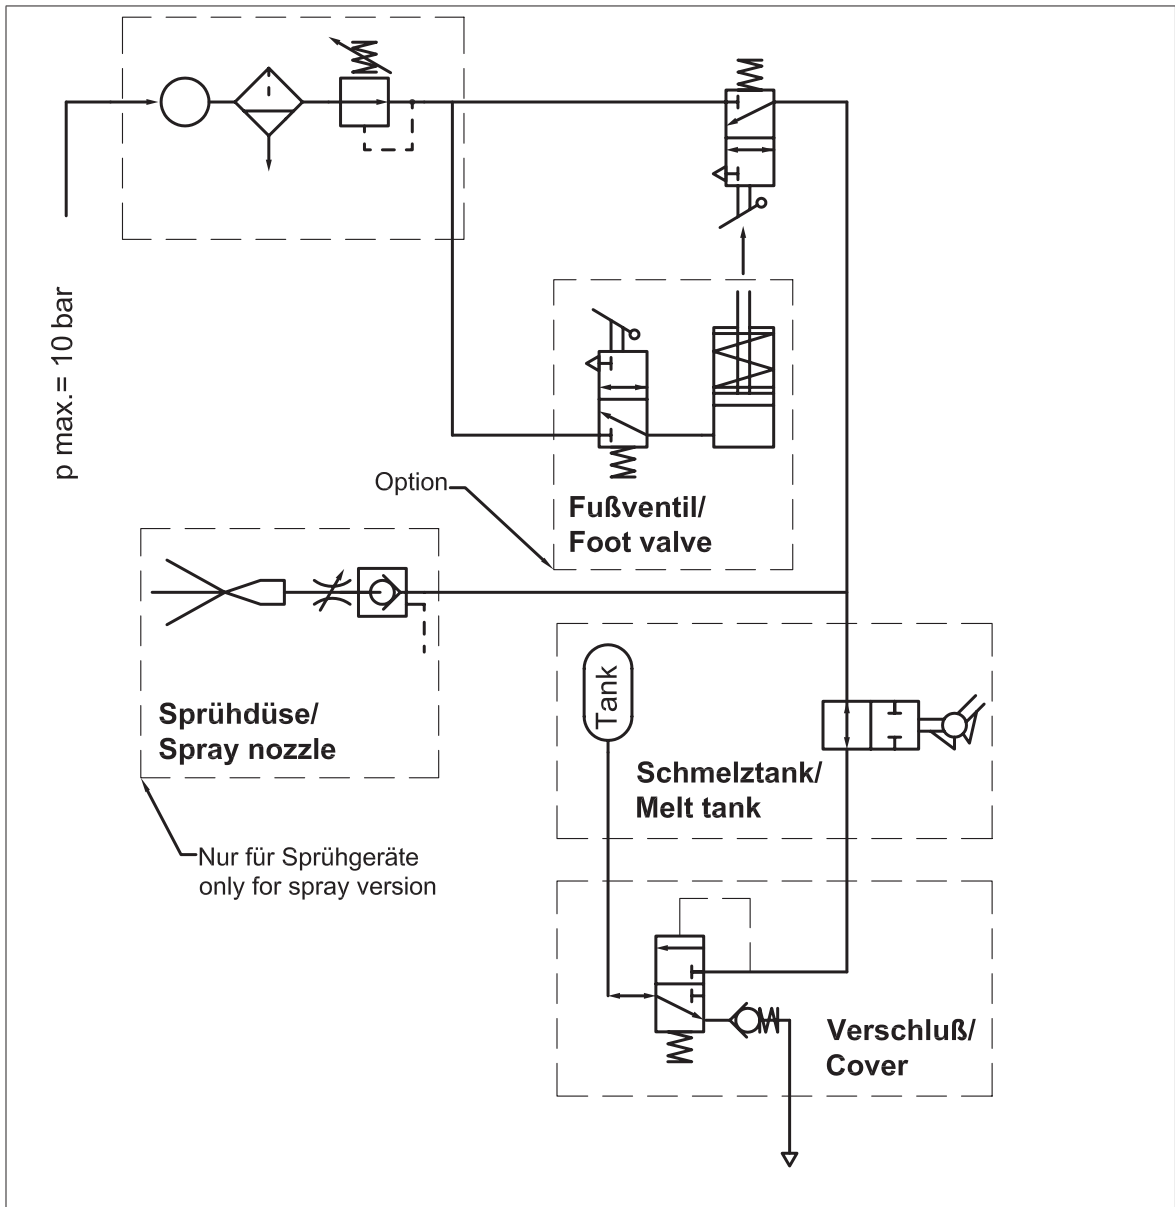 p max.= 10 bar
Option
Fußventil/
Foot valve
Sprühdüse/
Spray nozzle
Tank
Schmelztank/
Melt tank
Nur für Sprühgeräte
only for spray version
Verschluß/
Cover